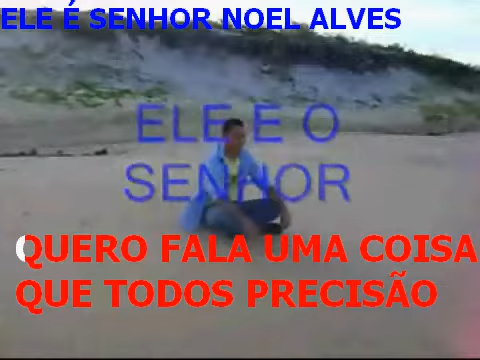 ELE É SENHOR NOEL ALVES
ELE E O
SENHOR
QUERO FALA UMA COISA
QUE TODOS PRECISÃO